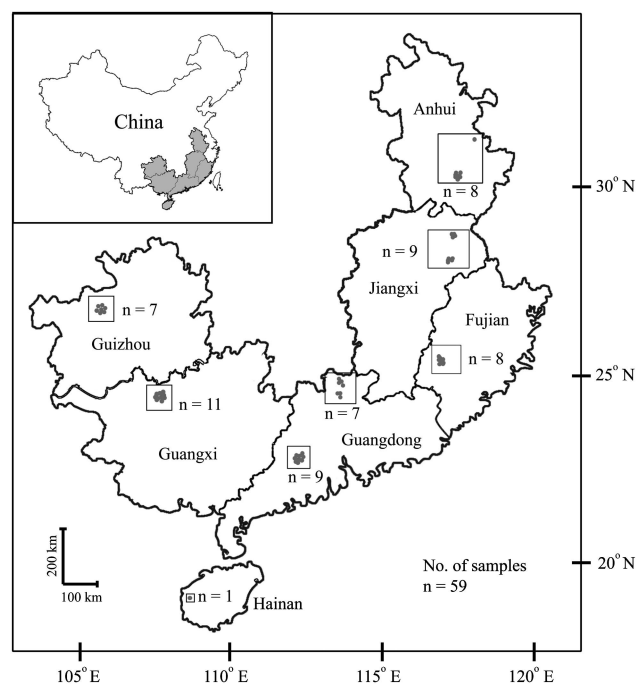 China
Anhui
n = 8
30° N
n = 9
Jiangxi
Fujian
n = 8
n = 7
Guizhou
25° N
n = 11
n = 7
Guangxi
Guangdong
n = 9
200 km
100 km
No. of samples
n = 59
20° N
n = 1
Hainan
105° E
110° E
115° E
120° E